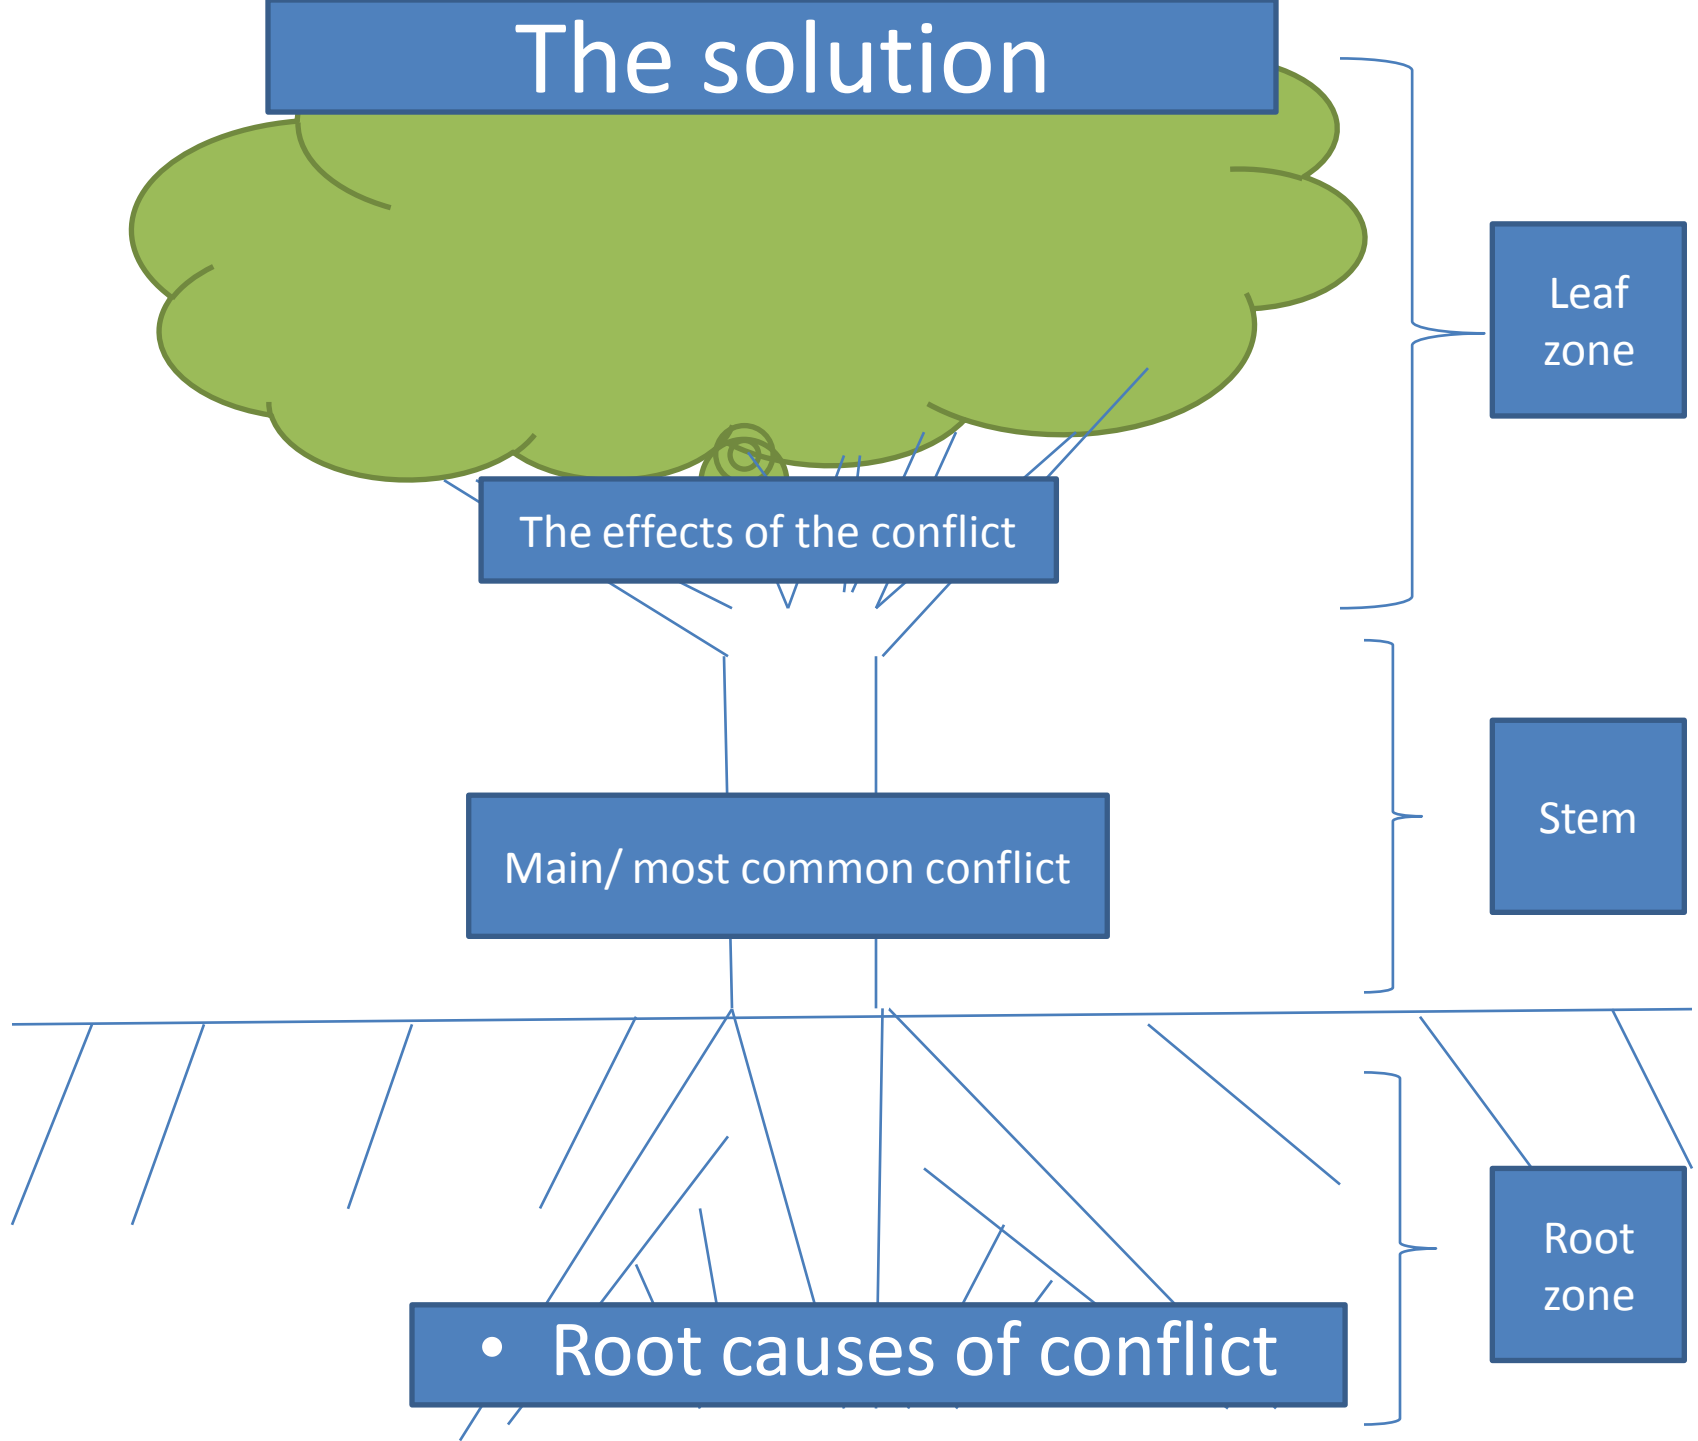 The solution
Leaf
zone
The effects of the conflict
Stem
Main/ most common conflict
Root
zone
• Root causes of conflict